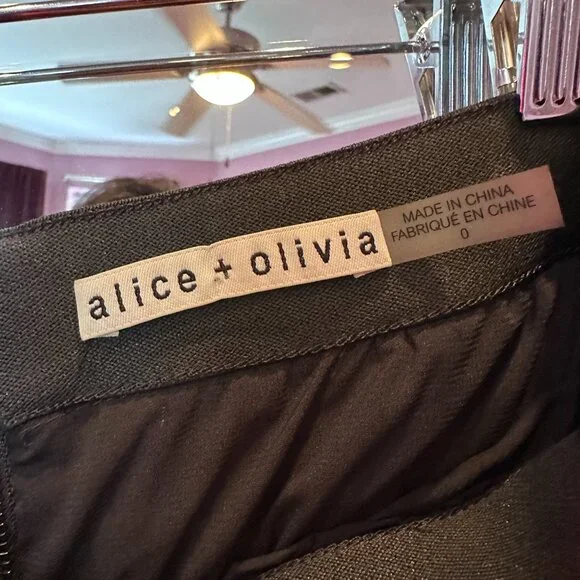 alice + olivia
MADE IN CHINA
FABRIQUÉ EN CHINE
0